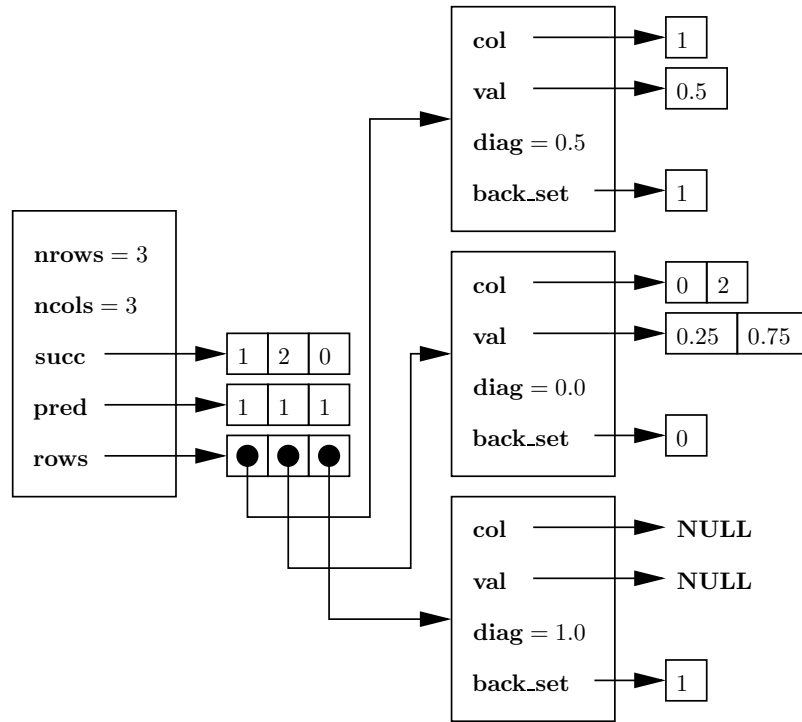 col 1
val 0.5
diag = 0.5
back_set 1
nrows = 3
ncols = 3
succ 1 2 0
pred 1 1 1
rows
col 0 2
val 0.25 0.75
diag = 0.0
back_set 0
col NULL
val NULL
diag = 1.0
back_set 1